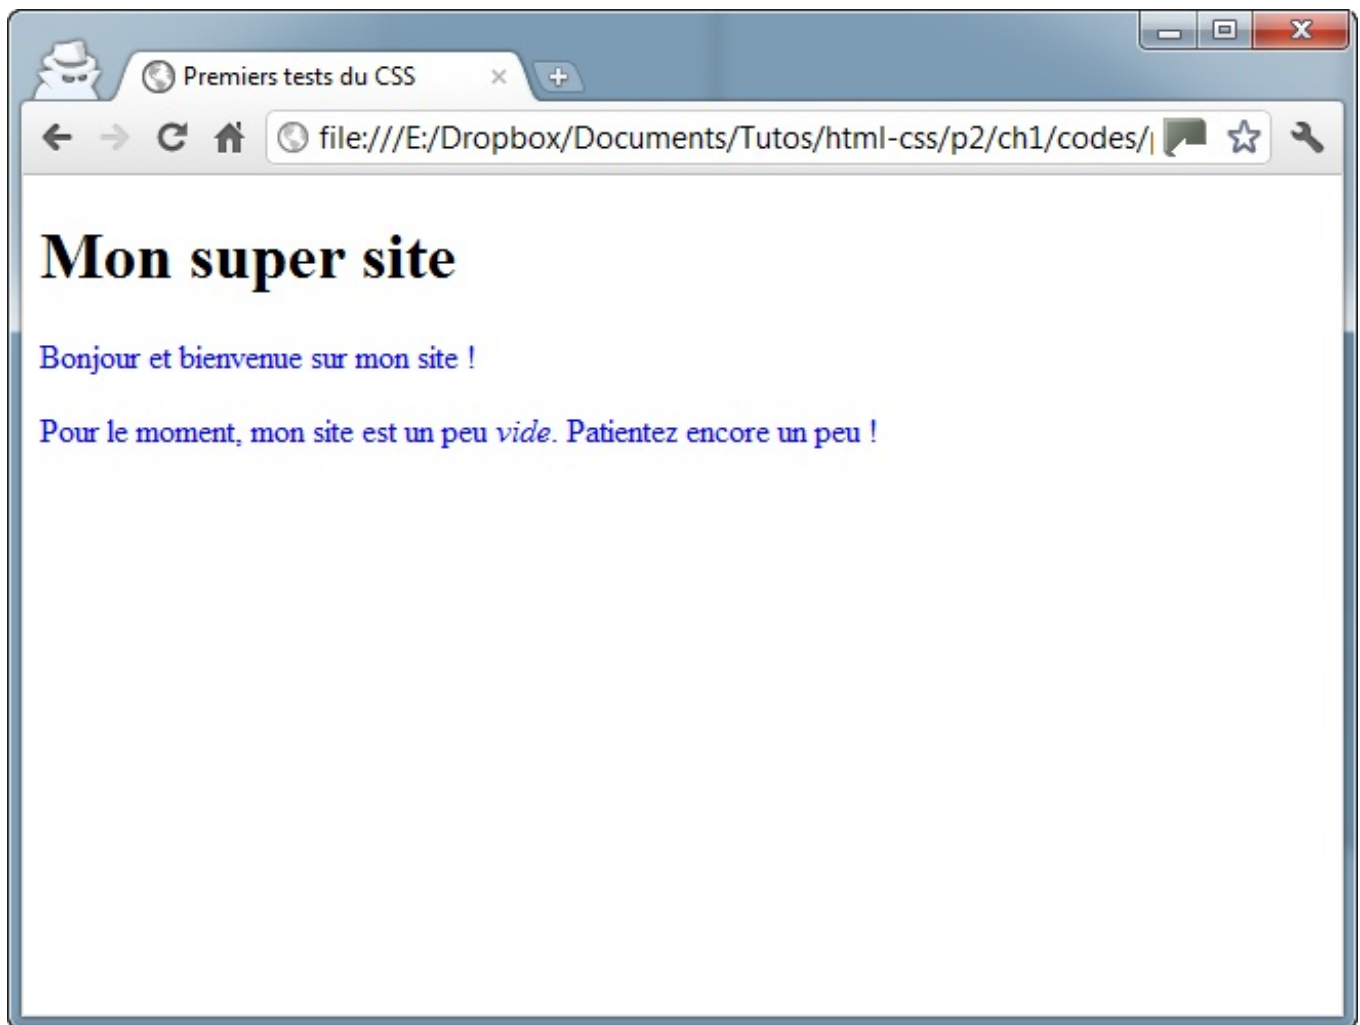 Premiers tests du CSS
file:///E:/Dropbox/Documents/Tutos/html-css/p2/ch1/codes/
Mon super site
Bonjour et bienvenue sur mon site !
Pour le moment, mon site est un peu vide. Patientez encore un peu !